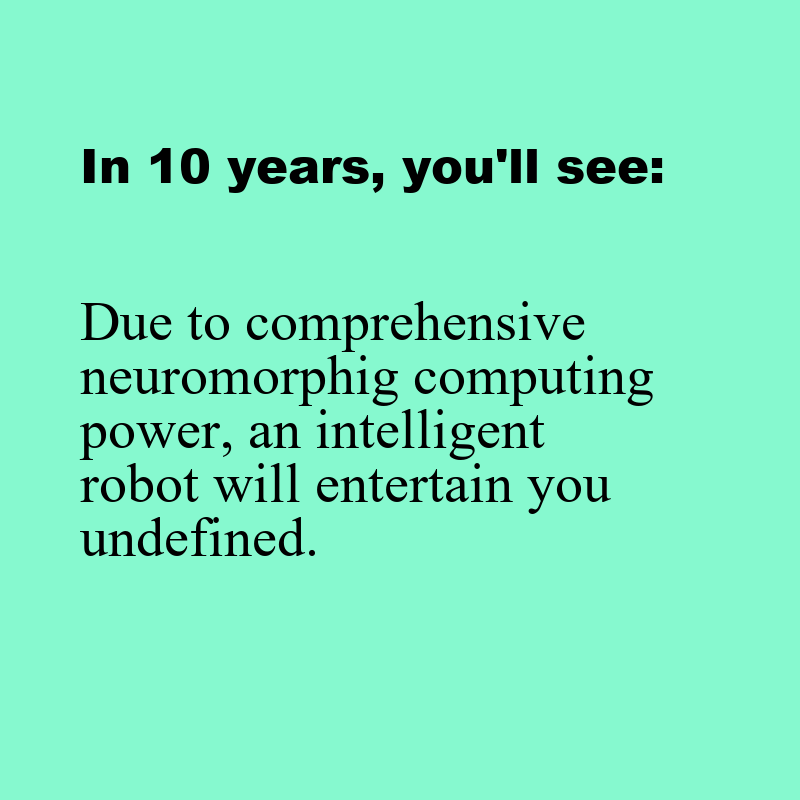 In 10 years, you'll see:
Due to comprehensive
neuromorphig computing
power, an intelligent
robot will entertain you
undefined.